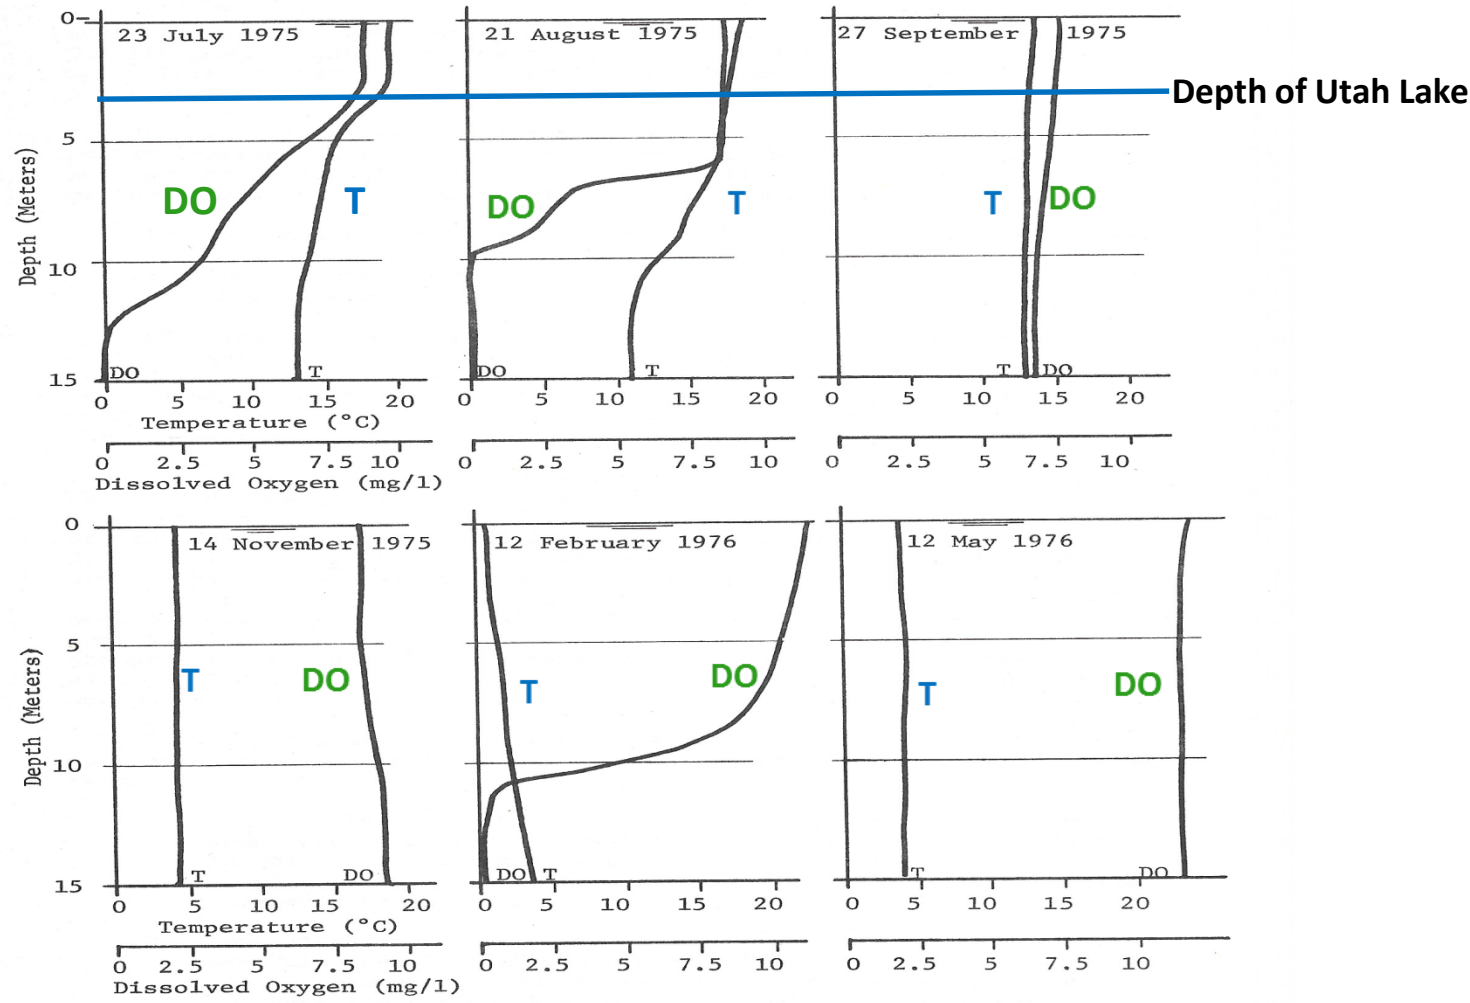 0
23 July 1975
21 August 1975
27 September 1975
Depth of Utah Lake
5
DO
T
DO
T
T
DO
Depth (Meters)
10
DO
T
DO
T
T
DO
15
0 5 10 15 20
0 5 10 15 20
0 5 10 15 20
Temperature (°C)
0 2.5 5 7.5 10
0 2.5 5 7.5 10
0 2.5 5 7.5 10
Dissolved Oxygen (mg/l)
0
14 November 1975
12 February 1976
12 May 1976
5
T
DO
T
DO
T
DO
Depth (Meters)
10
T
DO
DO
T
T
DO
15
0 5 10 15 20
0 5 10 15 20
0 5 10 15 20
Temperature (°C)
0 2.5 5 7.5 10
0 2.5 5 7.5 10
0 2.5 5 7.5 10
Dissolved Oxygen (mg/l)